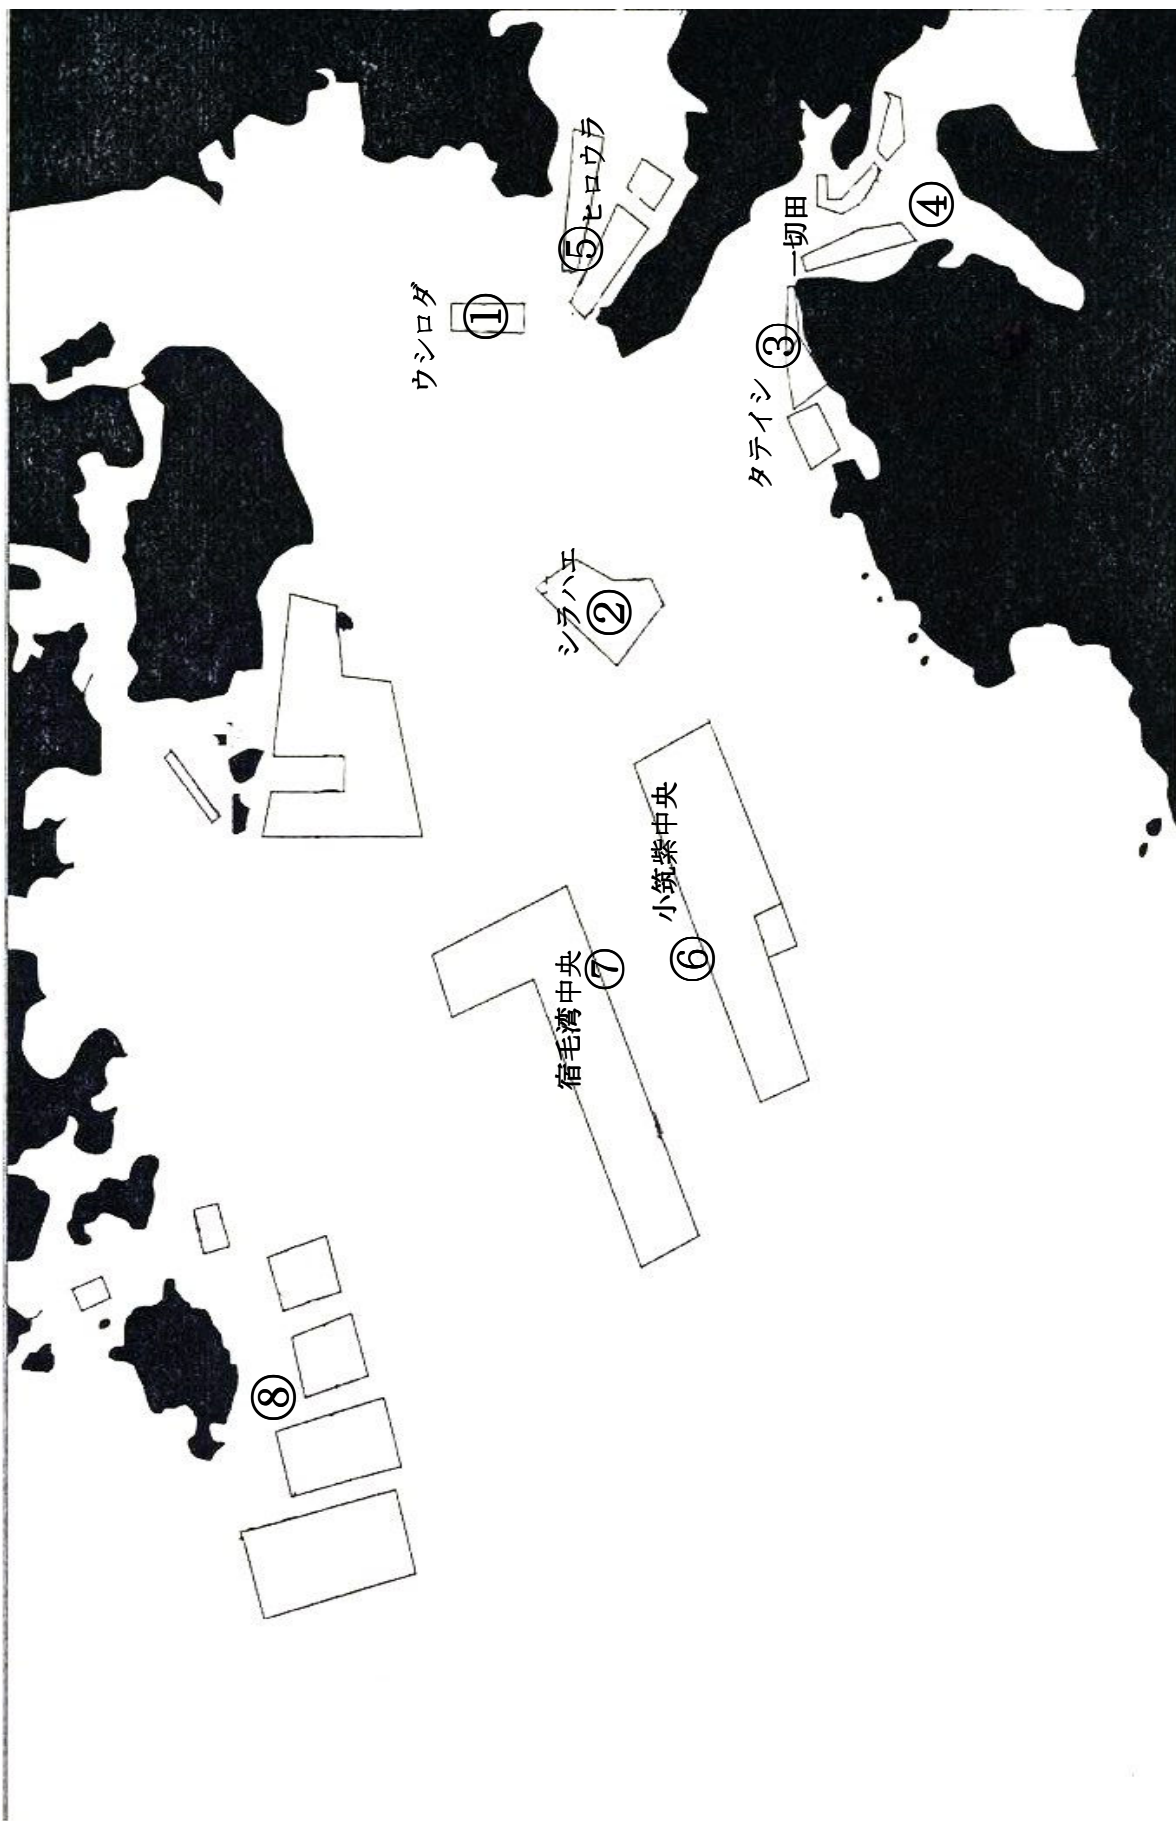 ウシロダ
①
⑤ヒロウラ
一切田
④
③
タテイシ
シラハエ
②
小筑紫中央
⑥
宿毛湾中央
⑦
⑧